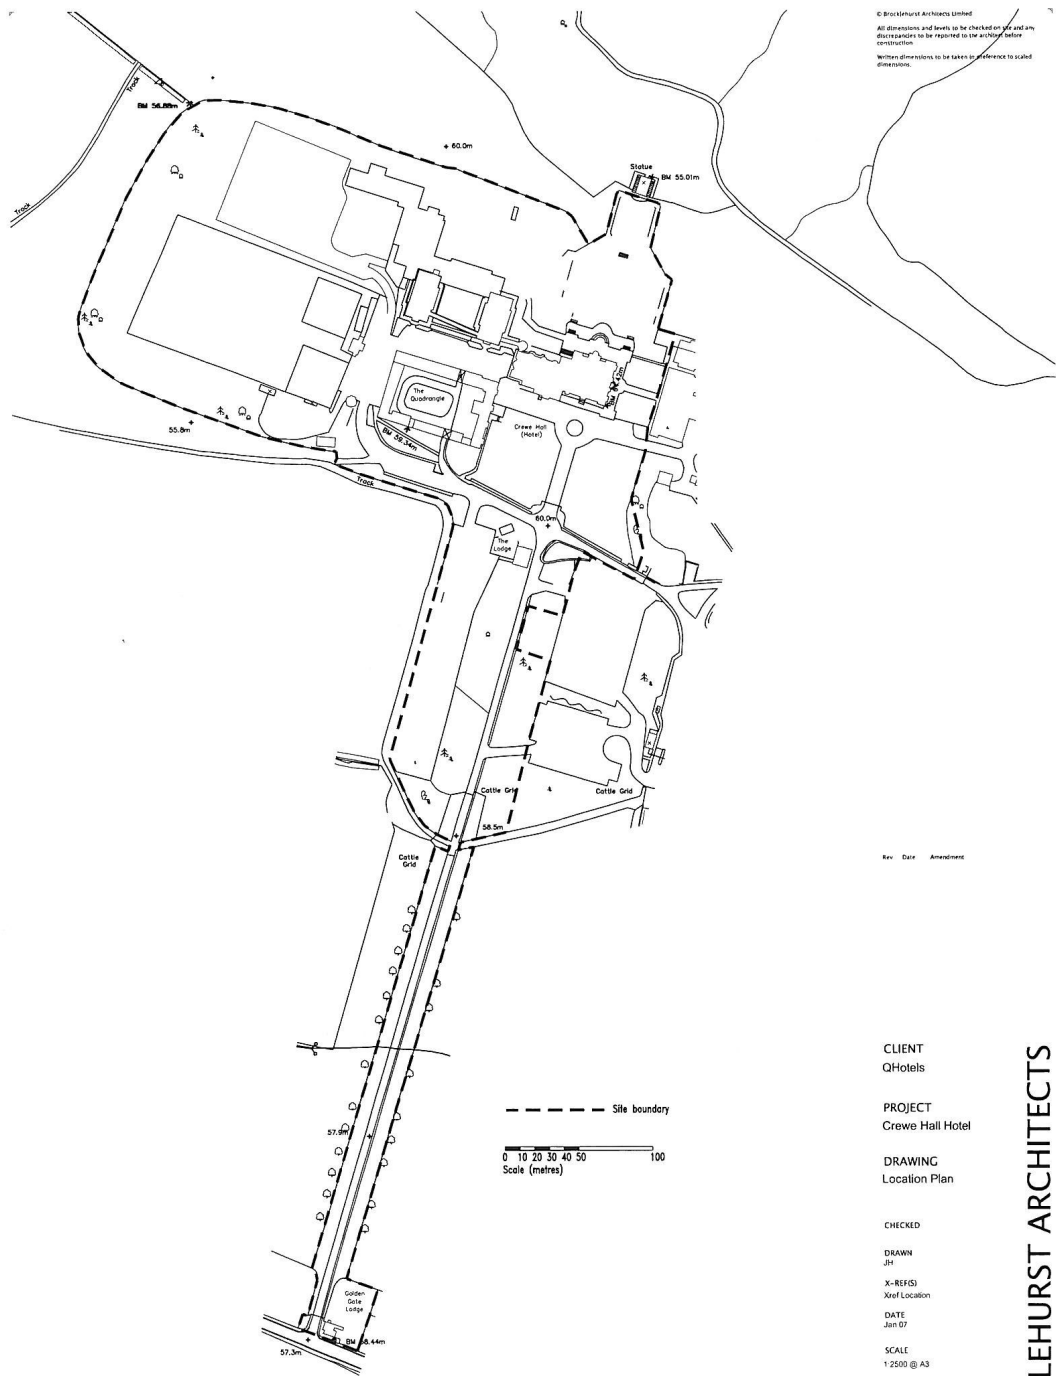 © Brocklehurst Architects Limited
All dimensions and levels to be checked on site and any
discrepancies to be reported to the architect before
construction
Written dimensions to be taken in preference to scaled
dimensions.
Track
BM 56.88m
60.0m
Statue
BM 55.01m
Track
The
Quadrangle
BM 59.34m
55.8m
Crewe Hall
(Hotel)
Track
60.0m
The
Lodge
Cattle Grid
Cattle Grid
58.5m
Cattle
Grid
Rev Date Amendment
CLIENT
QHotels
PROJECT
Crewe Hall Hotel
DRAWING
Location Plan
CHECKED
DRAWN
JH
X-REF(S)
Xref Location
DATE
Jan 07
SCALE
1:2500 @ A3
LEHURST ARCHITECTS
Site boundary
0 10 20 30 40 50 100
Scale (metres)
57.9m
Golden
Gate
Lodge
57.3m